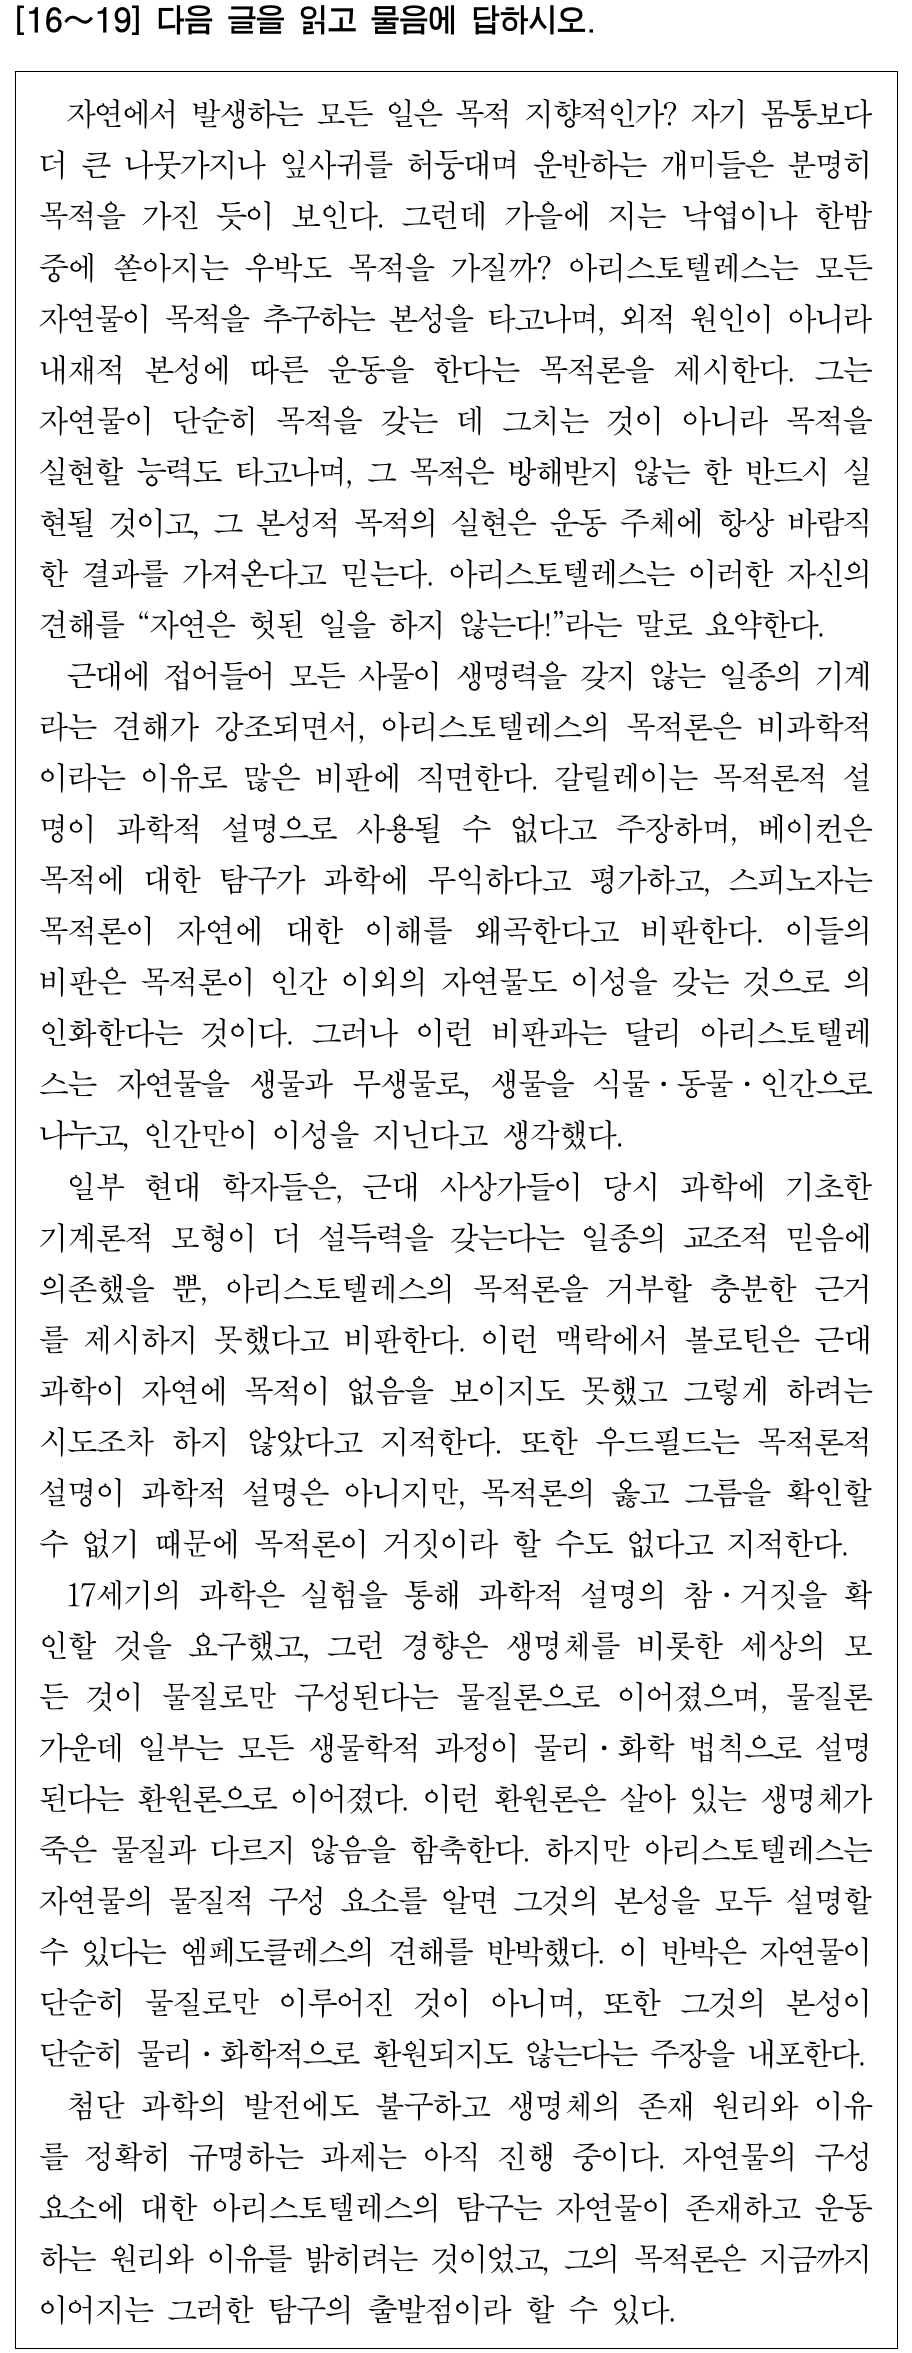 [16～19] 다음 글을 읽고 물음에 답하시오.
자연에서 발생하는 모든 일은 목적 지향적인가? 자기 몸통보다
더 큰 나뭇가지나 잎사귀를 허둥대며 운반하는 개미들은 분명히
목적을 가진 듯이 보인다. 그런데 가을에 지는 낙엽이나 한밤
중에 쏟아지는 우박도 목적을 가질까? 아리스토텔레스는 모든
자연물이 목적을 추구하는 본성을 타고나며, 외적 원인이 아니라
내재적 본성에 따른 운동을 한다는 목적론을 제시한다. 그는
자연물이 단순히 목적을 갖는 데 그치는 것이 아니라 목적을
실현할 능력도 타고나며, 그 목적은 방해받지 않는 한 반드시 실
현될 것이고, 그 본성적 목적의 실현은 운동 주체에 항상 바람직
한 결과를 가져온다고 믿는다. 아리스토텔레스는 이러한 자신의
견해를 “자연은 헛된 일을 하지 않는다!”라는 말로 요약한다.
근대에 접어들어 모든 사물이 생명력을 갖지 않는 일종의 기계
라는 견해가 강조되면서, 아리스토텔레스의 목적론은 비과학적
이라는 이유로 많은 비판에 직면한다. 갈릴레이는 목적론적 설
명이 과학적 설명으로 사용될 수 없다고 주장하며, 베이컨은
목적에 대한 탐구가 과학에 무익하다고 평가하고, 스피노자는
목적론이 자연에 대한 이해를 왜곡한다고 비판한다. 이들의
비판은 목적론이 인간 이외의 자연물도 이성을 갖는 것으로 의
인화한다는 것이다. 그러나 이런 비판과는 달리 아리스토텔레
스는 자연물을 생물과 무생물로, 생물을 식물·동물·인간으로
나누고, 인간만이 이성을 지닌다고 생각했다.
일부 현대 학자들은, 근대 사상가들이 당시 과학에 기초한
기계론적 모형이 더 설득력을 갖는다는 일종의 교조적 믿음에
의존했을 뿐, 아리스토텔레스의 목적론을 거부할 충분한 근거
를 제시하지 못했다고 비판한다. 이런 맥락에서 볼로틴은 근대
과학이 자연에 목적이 없음을 보이지도 못했고 그렇게 하려는
시도조차 하지 않았다고 지적한다. 또한 우드필드는 목적론적
설명이 과학적 설명은 아니지만, 목적론의 옳고 그름을 확인할
수 없기 때문에 목적론이 거짓이라 할 수도 없다고 지적한다.
17세기의 과학은 실험을 통해 과학적 설명의 참·거짓을 확
인할 것을 요구했고, 그런 경향은 생명체를 비롯한 세상의 모
든 것이 물질로만 구성된다는 물질론으로 이어졌으며, 물질론
가운데 일부는 모든 생물학적 과정이 물리·화학 법칙으로 설명
된다는 환원론으로 이어졌다. 이런 환원론은 살아 있는 생명체가
죽은 물질과 다르지 않음을 함축한다. 하지만 아리스토텔레스는
자연물의 물질적 구성 요소를 알면 그것의 본성을 모두 설명할
수 있다는 엠페도클레스의 견해를 반박했다. 이 반박은 자연물이
단순히 물질로만 이루어진 것이 아니며, 또한 그것의 본성이
단순히 물리·화학적으로 환원되지도 않는다는 주장을 내포한다.
첨단 과학의 발전에도 불구하고 생명체의 존재 원리와 이유
를 정확히 규명하는 과제는 아직 진행 중이다. 자연물의 구성
요소에 대한 아리스토텔레스의 탐구는 자연물이 존재하고 운동
하는 원리와 이유를 밝히려는 것이었고, 그의 목적론은 지금까지
이어지는 그러한 탐구의 출발점이라 할 수 있다.